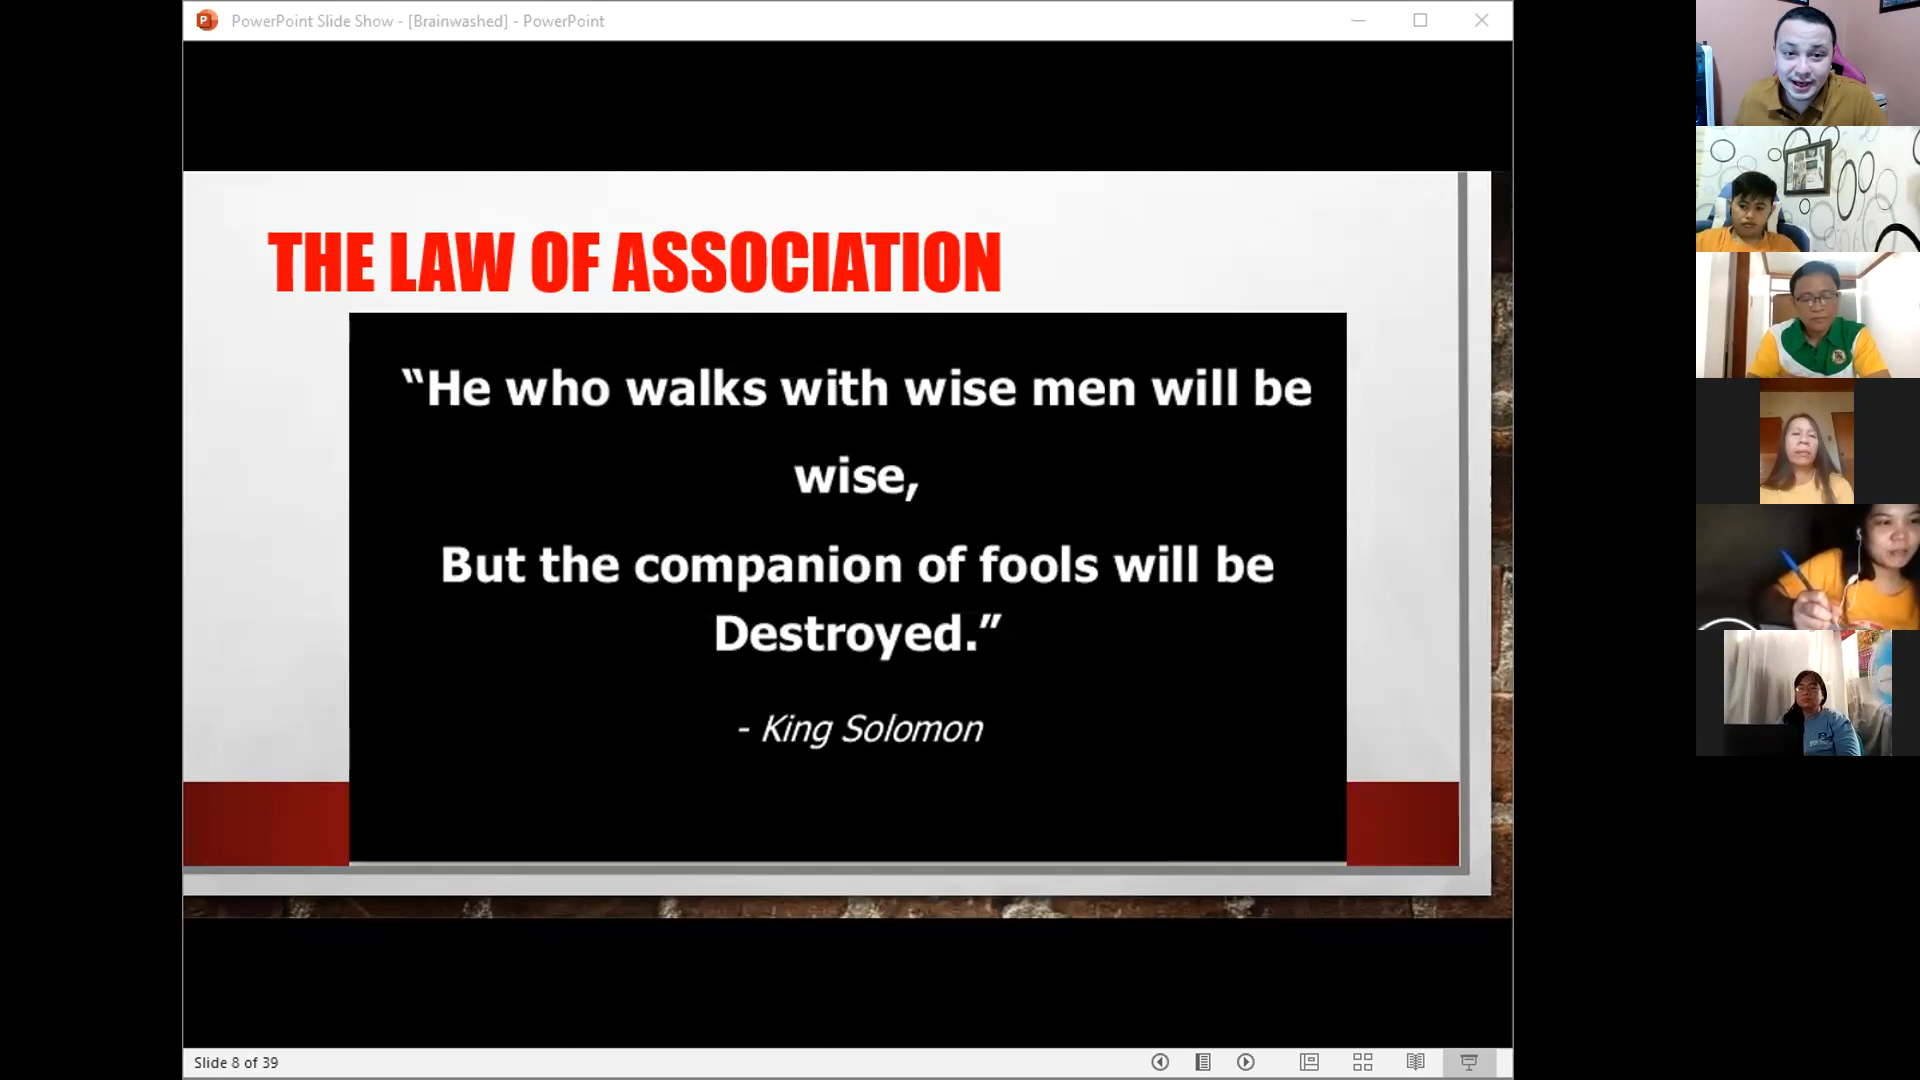 PowerPoint Slide Show - [Brainwashed] - PowerPoint
THE LAW OF ASSOCIATION
“He who walks with wise men will be
wise,
But the companion of fools will be
Destroyed.”
- King Solomon
Slide 8 of 39